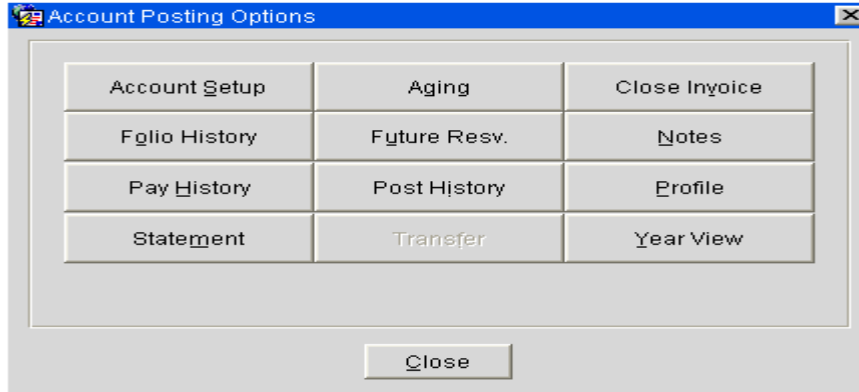 Account Posting Options
Account Setup Aging Close Invoice
Folio History Future Resv. Notes
Pay History Post History Profile
Statement Transfer Year View
Close